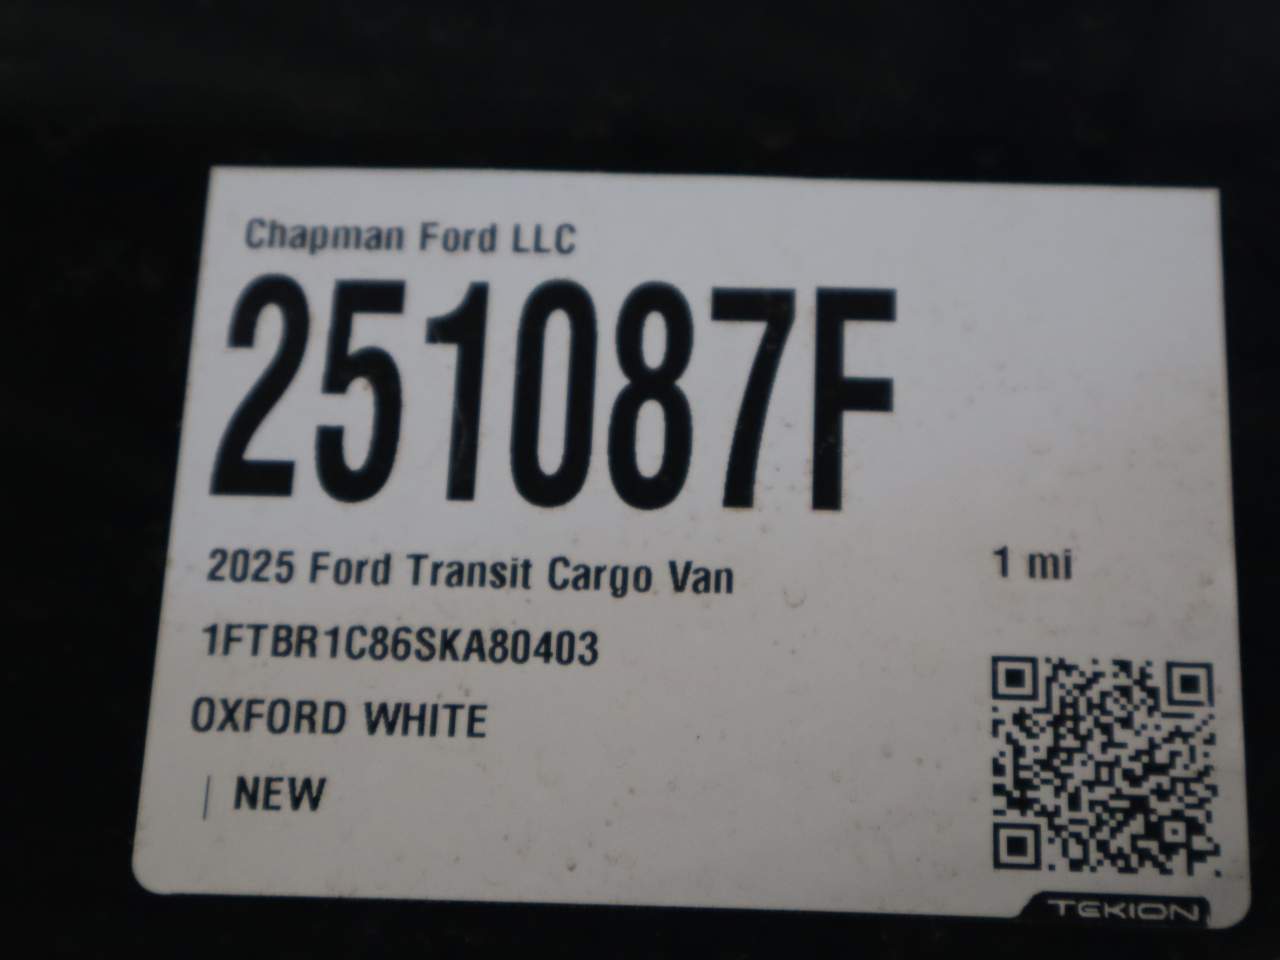 Chapman Ford LLC
251087F
2025 Ford Transit Cargo Van 1 mi
1FTBR1C86SKA80403
OXFORD WHITE
| NEW
TEKION